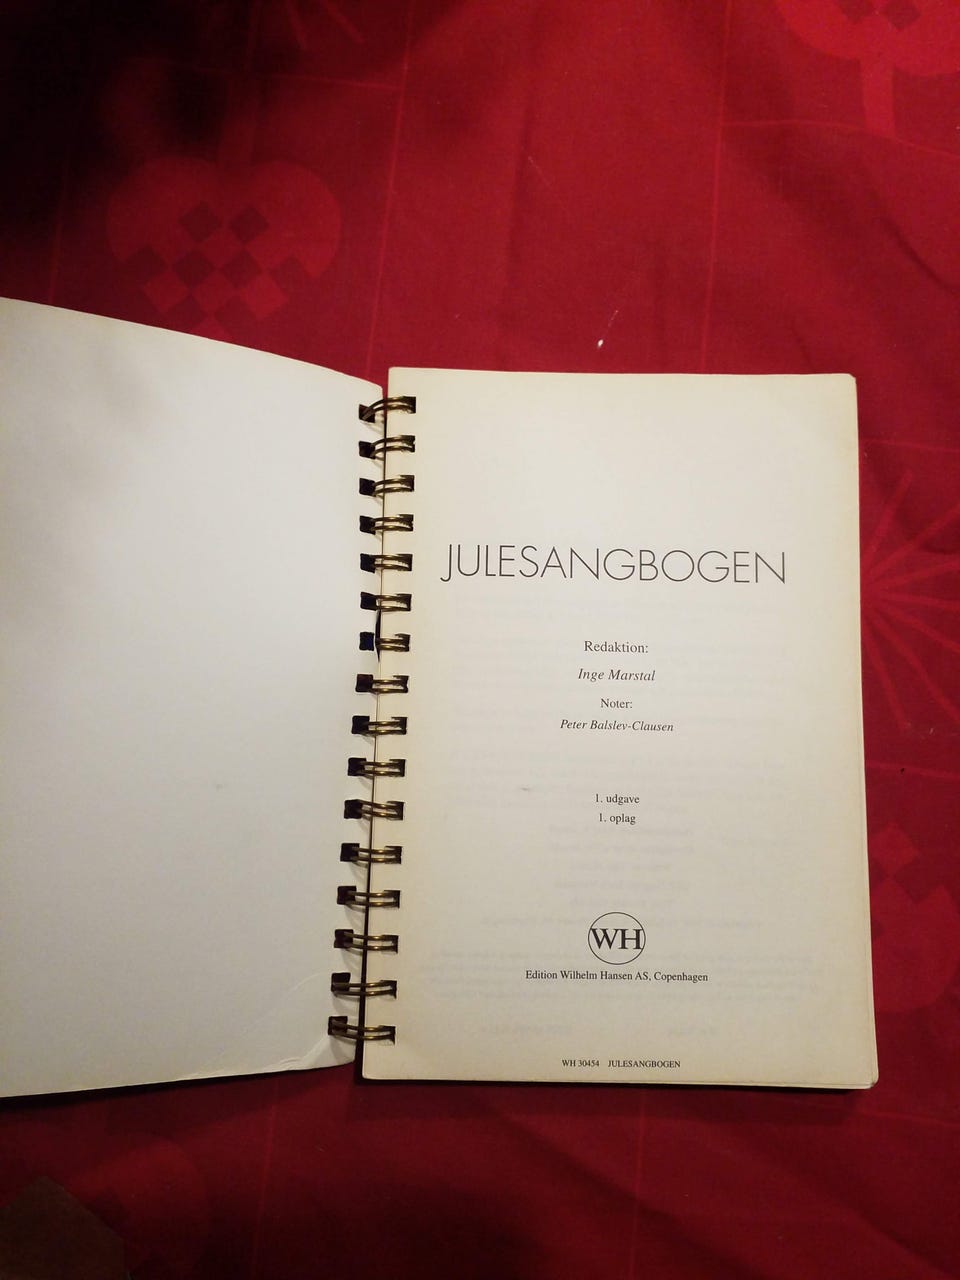 JULESANGBOGEN
Redaktion:
Inge Marstal
Noter:
Peter Balslev-Clausen
1. udgave
1. oplag
WH
Edition Wilhelm Hansen AS, Copenhagen
WH 30454 JULESANGBOGEN